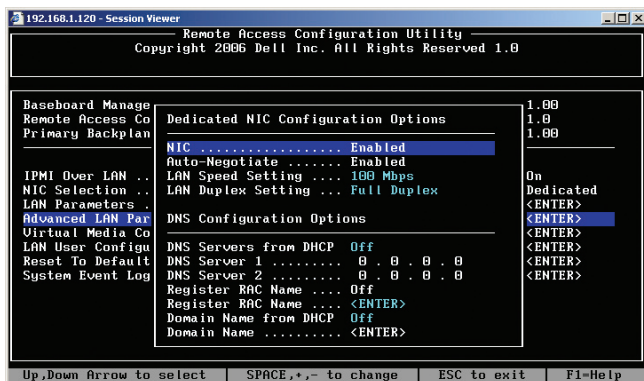 192.168.1.120 - Session Viewer
Remote Access Configuration Utility
Copyright 2006 Dell Inc. All Rights Reserved 1.0
Baseboard Manage 1.00
Remote Access Co 1.0
Primary Backplan 1.00
Dedicated NIC Configuration Options
NIC .................. Enabled
Auto-Negotiate ....... Enabled
IPMI Over LAN .. LAN Speed Setting .... 100 Mbps On
NIC Selection .. LAN Duplex Setting ... Full Duplex Dedicated
LAN Parameters . <ENTER>
Advanced LAN Par DNS Configuration Options <ENTER>
Virtual Media Co <ENTER>
LAN User Configu DNS Servers from DHCP Off <ENTER>
Reset To Default DNS Server 1 ......... 0 . 0 . 0 . 0 <ENTER>
System Event Log DNS Server 2 ......... 0 . 0 . 0 . 0 <ENTER>
Register RAC Name .... Off
Register RAC Name .... <ENTER>
Domain Name from DHCP Off
Domain Name .......... <ENTER>
Up,Down Arrow to select SPACE,+,- to change ESC to exit F1=Help